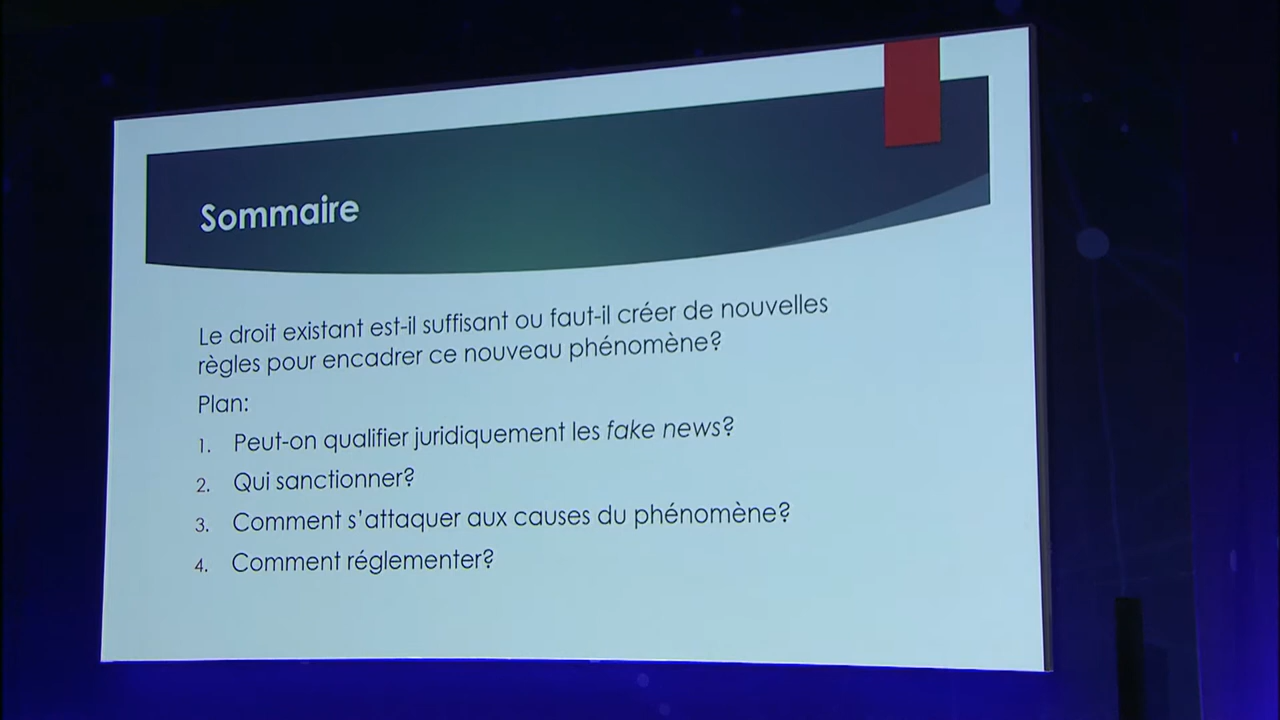 Sommaire
Le droit existant est-il suffisant ou faut-il créer de nouvelles
règles pour encadrer ce nouveau phénomène?
Plan:
1. Peut-on qualifier juridiquement les fake news?
2. Qui sanctionner?
3. Comment s'attaquer aux causes du phénomène?
4. Comment réglementer?